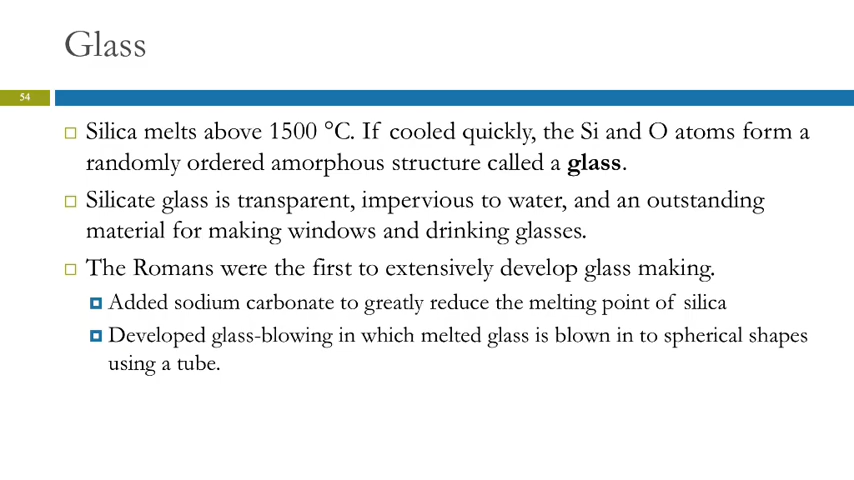 Glass
54
Silica melts above 1500 °C. If cooled quickly, the Si and O atoms form a
randomly ordered amorphous structure called a glass.
Silicate glass is transparent, impervious to water, and an outstanding
material for making windows and drinking glasses.
The Romans were the first to extensively develop glass making.
Added sodium carbonate to greatly reduce the melting point of silica
Developed glass-blowing in which melted glass is blown in to spherical shapes
using a tube.